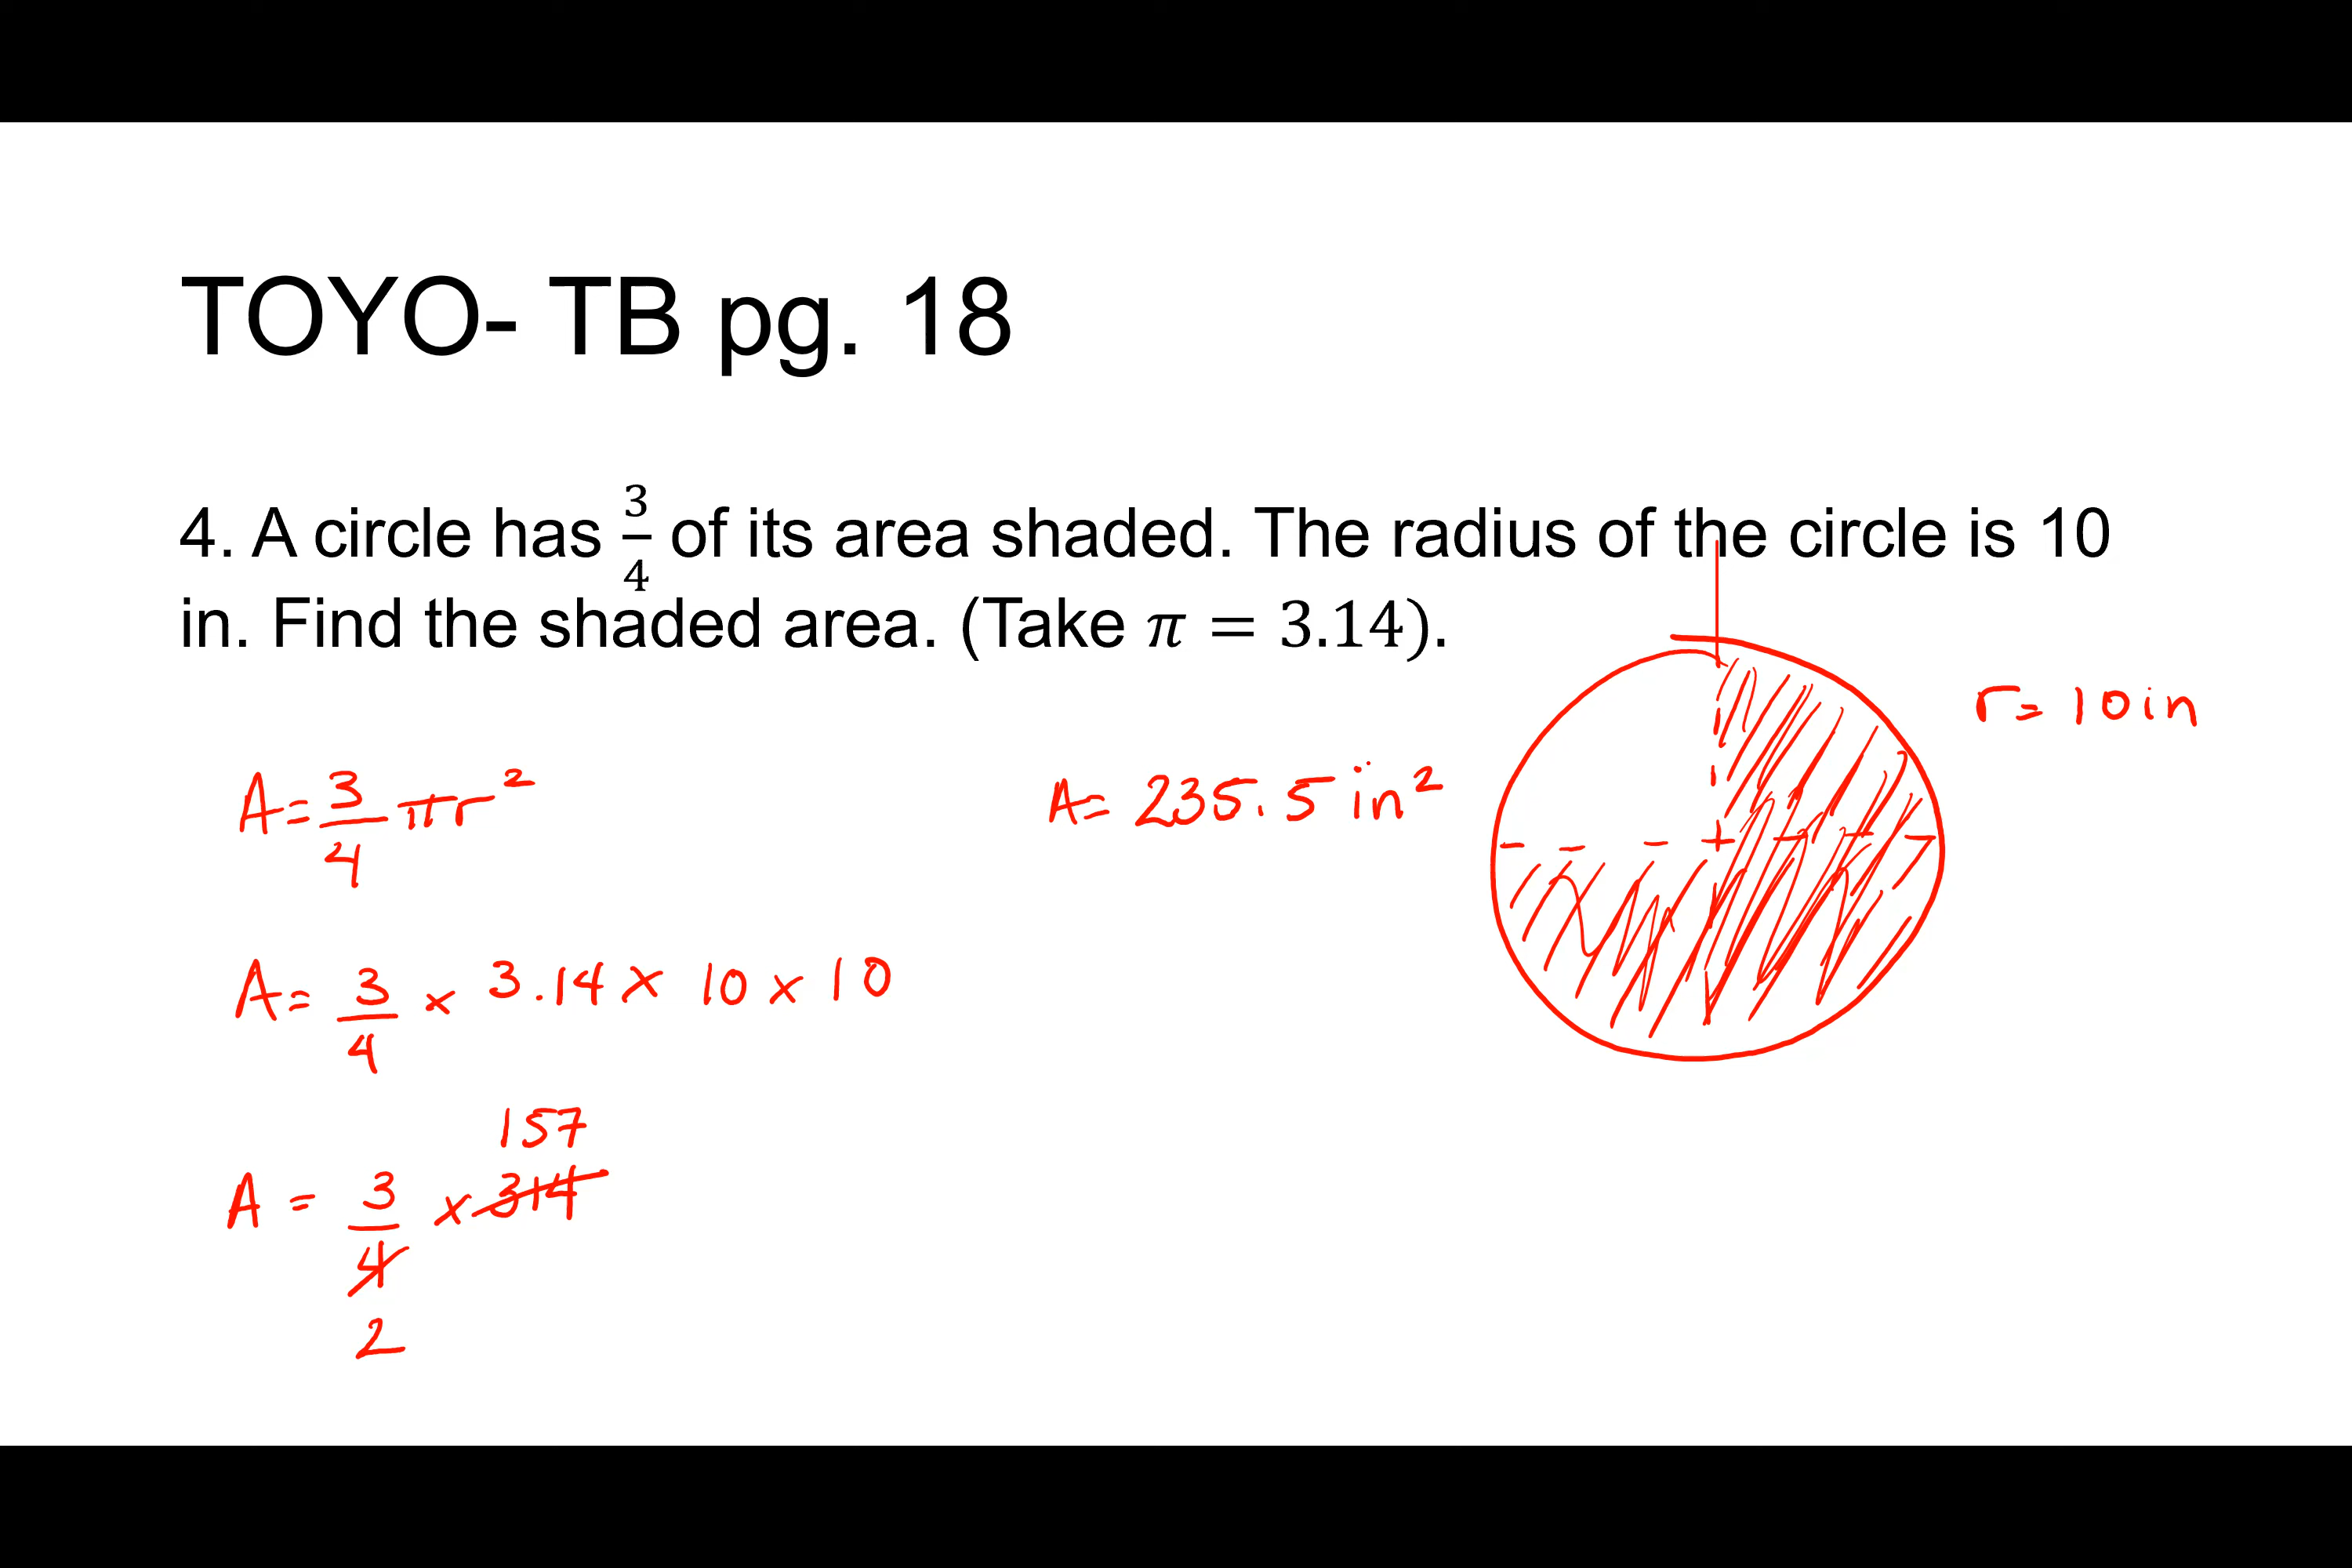 TOYO- TB pg. 18
4. A circle has 3/4 of its area shaded. The radius of the circle is 10
in. Find the shaded area. (Take π = 3.14).
r= 10in
A= 3/4 πr²
A= 235.5 in²
A= 3/4 × 3.14 × 10 × 10
157
A = 3/4 × 314
2